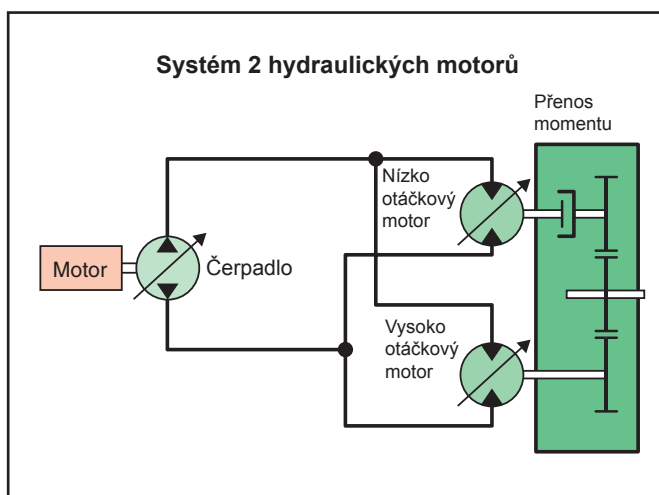 Systém 2 hydraulických motorů
Přenos
momentu
Nízko
otáčkový
motor
Motor
Čerpadlo
Vysoko
otáčkový
motor